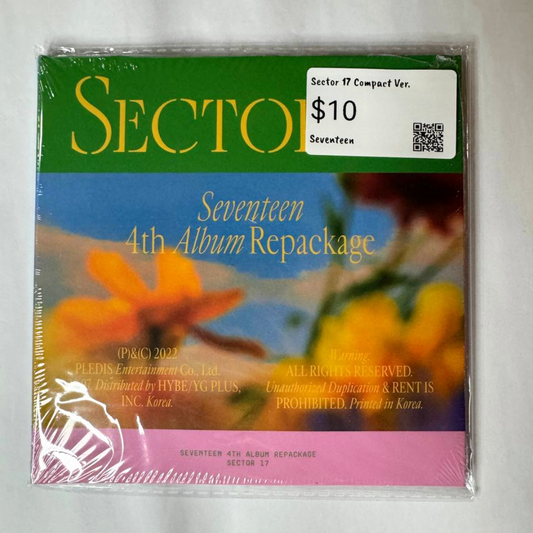 SECTOR
Sector 17 Compact Ver.
$10
Seventeen
Seventeen
4th Album Repackage
(P)&(C) 2022
PLEDIS Entertainment Co., Ltd.
Distributed by HYBE/YG PLUS,
INC. Korea.
Warning:
ALL RIGHTS RESERVED.
Unauthorized Duplication & RENT IS
PROHIBITED. Printed in Korea.
SEVENTEEN 4TH ALBUM REPACKAGE
SECTOR 17